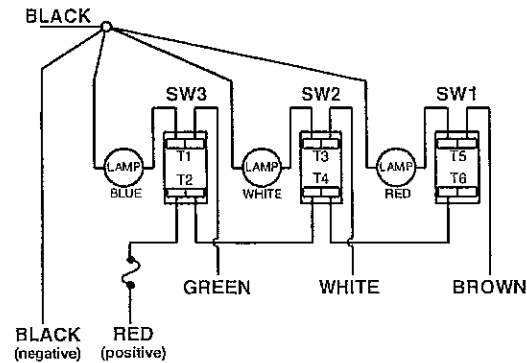 BLACK
SW3 SW2 SW1
T1 T3 T5
LAMP LAMP LAMP
T2 T4 T6
BLUE WHITE RED
GREEN WHITE BROWN
BLACK RED
(negative) (positive)